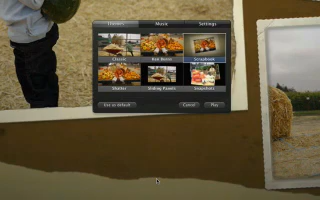 Themes Music Settings
Classic Ken Burns Scrapbook
Shatter Sliding Panels Snapshots
Use as default Cancel Play